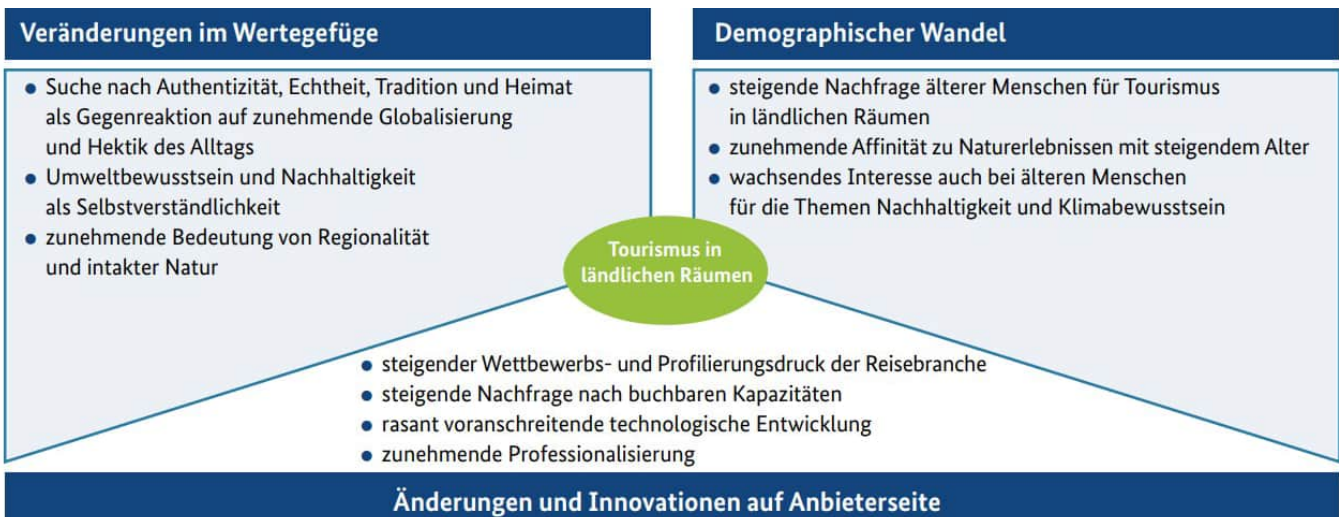 Veränderungen im Wertegefüge
• Suche nach Authentizität, Echtheit, Tradition und Heimat
als Gegenreaktion auf zunehmende Globalisierung
und Hektik des Alltags
• Umweltbewusstsein und Nachhaltigkeit
als Selbstverständlichkeit
• zunehmende Bedeutung von Regionalität
und intakter Natur
Demographischer Wandel
• steigende Nachfrage älterer Menschen für Tourismus
in ländlichen Räumen
• zunehmende Affinität zu Naturerlebnissen mit steigendem Alter
• wachsendes Interesse auch bei älteren Menschen
für die Themen Nachhaltigkeit und Klimabewusstsein
Tourismus in
ländlichen Räumen
• steigender Wettbewerbs- und Profilierungsdruck der Reisebranche
• steigende Nachfrage nach buchbaren Kapazitäten
• rasant voranschreitende technologische Entwicklung
• zunehmende Professionalisierung
Änderungen und Innovationen auf Anbieterseite